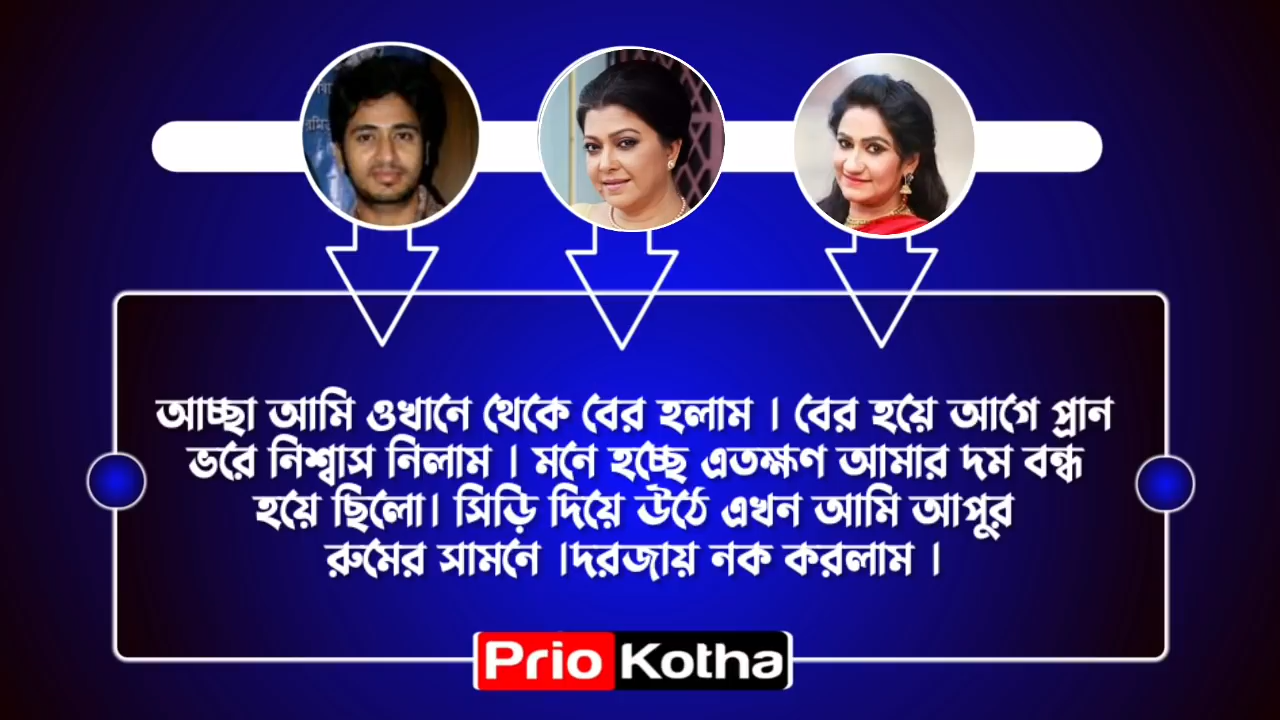 আচ্ছা আমি ওখানে থেকে বের হলাম । বের হয়ে আগে প্রান
ভরে নিশ্বাস নিলাম । মনে হচ্ছে এতক্ষণ আমার দম বন্ধ
হয়ে ছিলো। সিড়ি দিয়ে উঠে এখন আমি আপুর
রুমের সামনে ।দরজায় নক করলাম ।
Prio Kotha